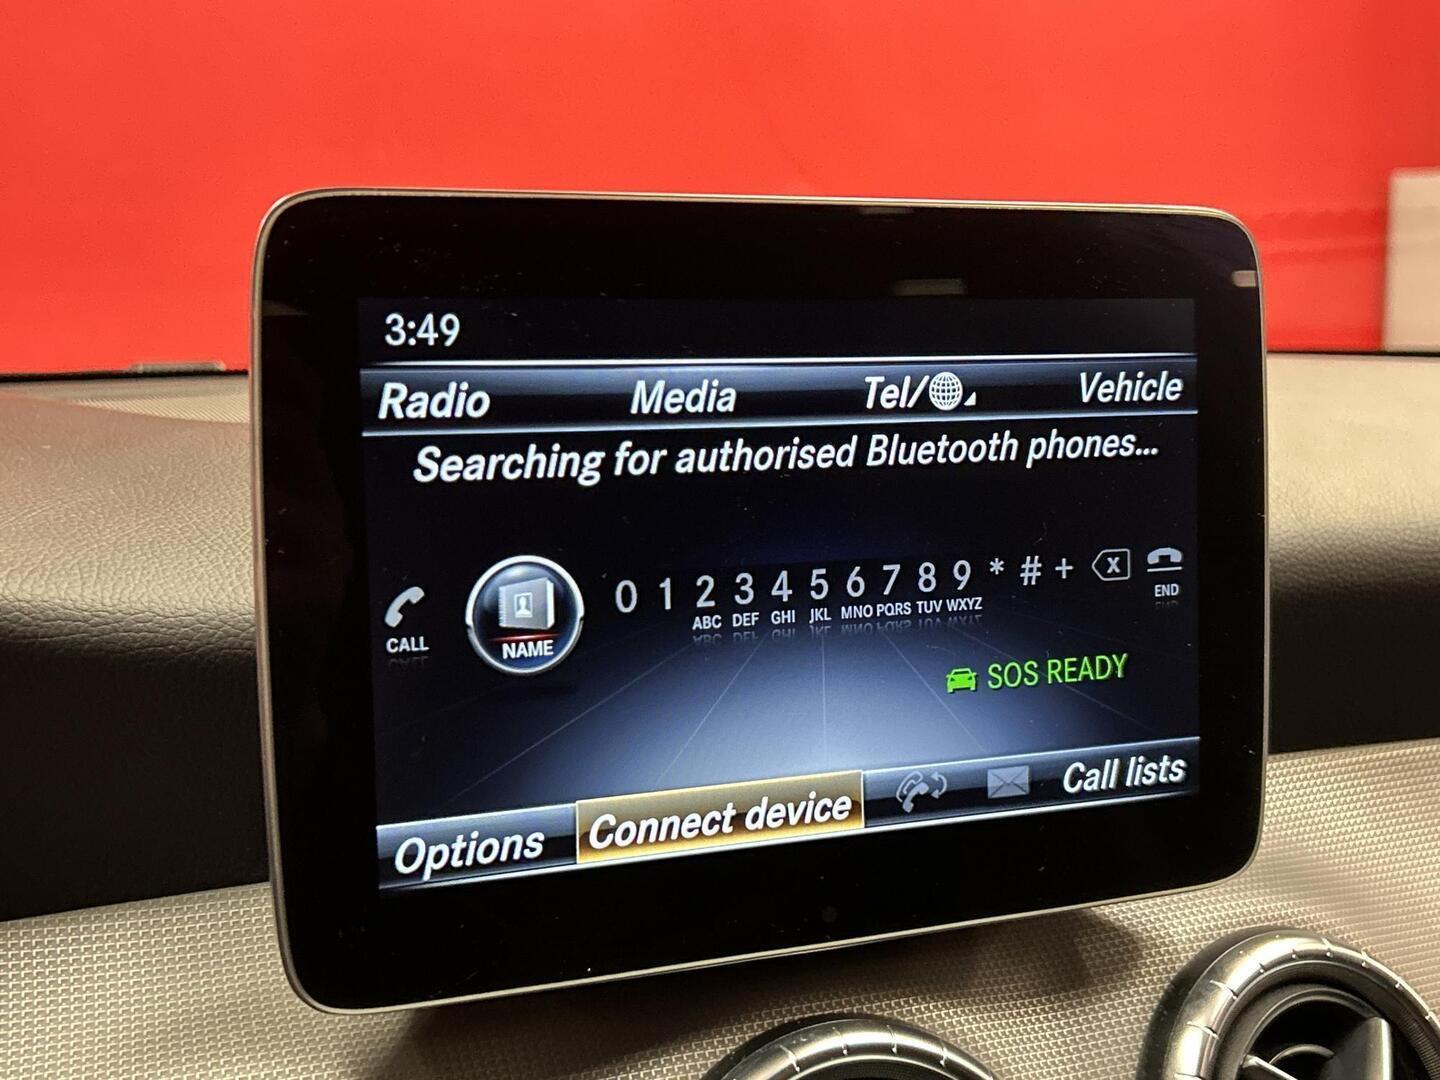 3:49
Radio Media Tel/ Vehicle
Searching for authorised Bluetooth phones...
0 1 2 3 4 5 6 7 8 9 * # +
ABC DEF GHI JKL MNO PQRS TUV WXYZ
CALL
NAME
END
SOS READY
Options Connect device Call lists